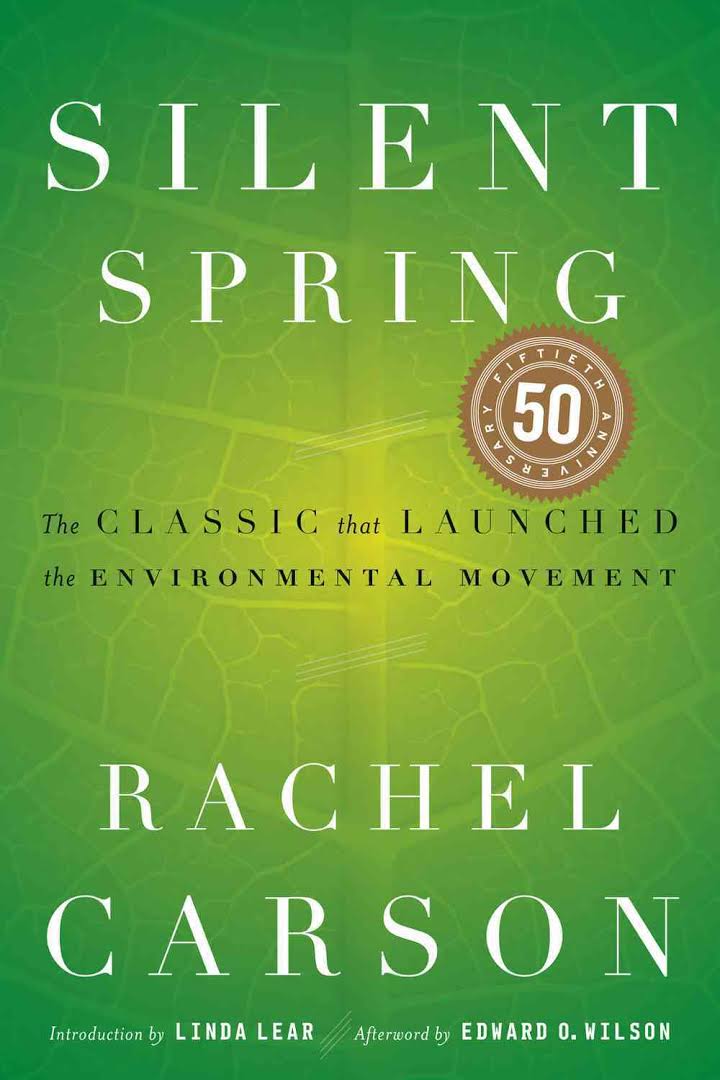 SILENT
SPRING
FIFTIETH ANNIVERSARY
50
The CLASSIC that LAUNCHED
the ENVIRONMENTAL MOVEMENT
RACHEL
CARSON
Introduction by LINDA LEAR Afterword by EDWARD O. WILSON